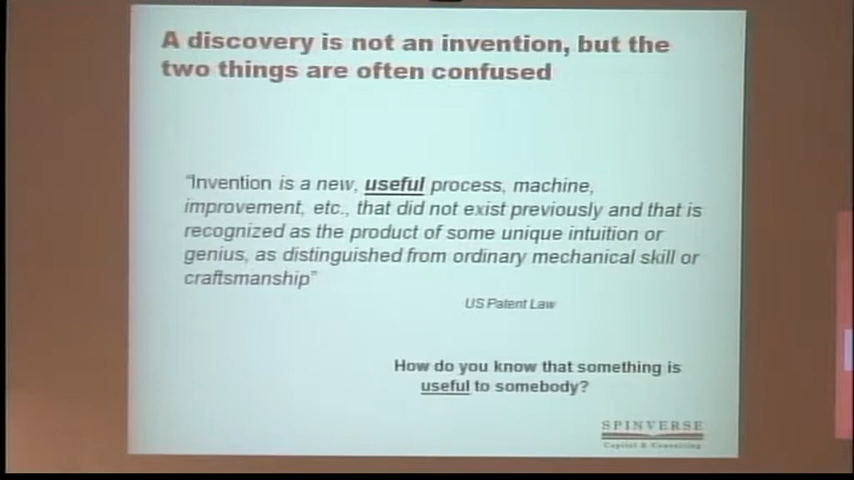 A discovery is not an invention, but the
two things are often confused
“Invention is a new, useful process, machine,
improvement, etc., that did not exist previously and that is
recognized as the product of some unique intuition or
genius, as distinguished from ordinary mechanical skill or
craftsmanship”
US Patent Law
How do you know that something is
useful to somebody?
SPINVERSE
Capital & Consulting